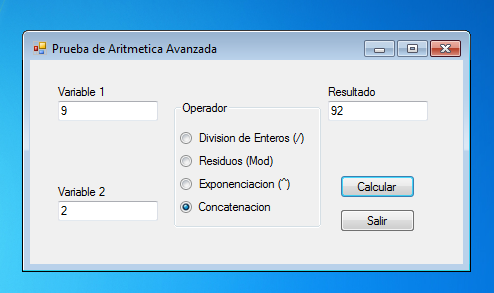 Prueba de Aritmetica Avanzada
Variable 1
9
Variable 2
2
Operador
Division de Enteros (/)
Residuos (Mod)
Exponenciacion (^)
Concatenacion
Resultado
92
Calcular
Salir